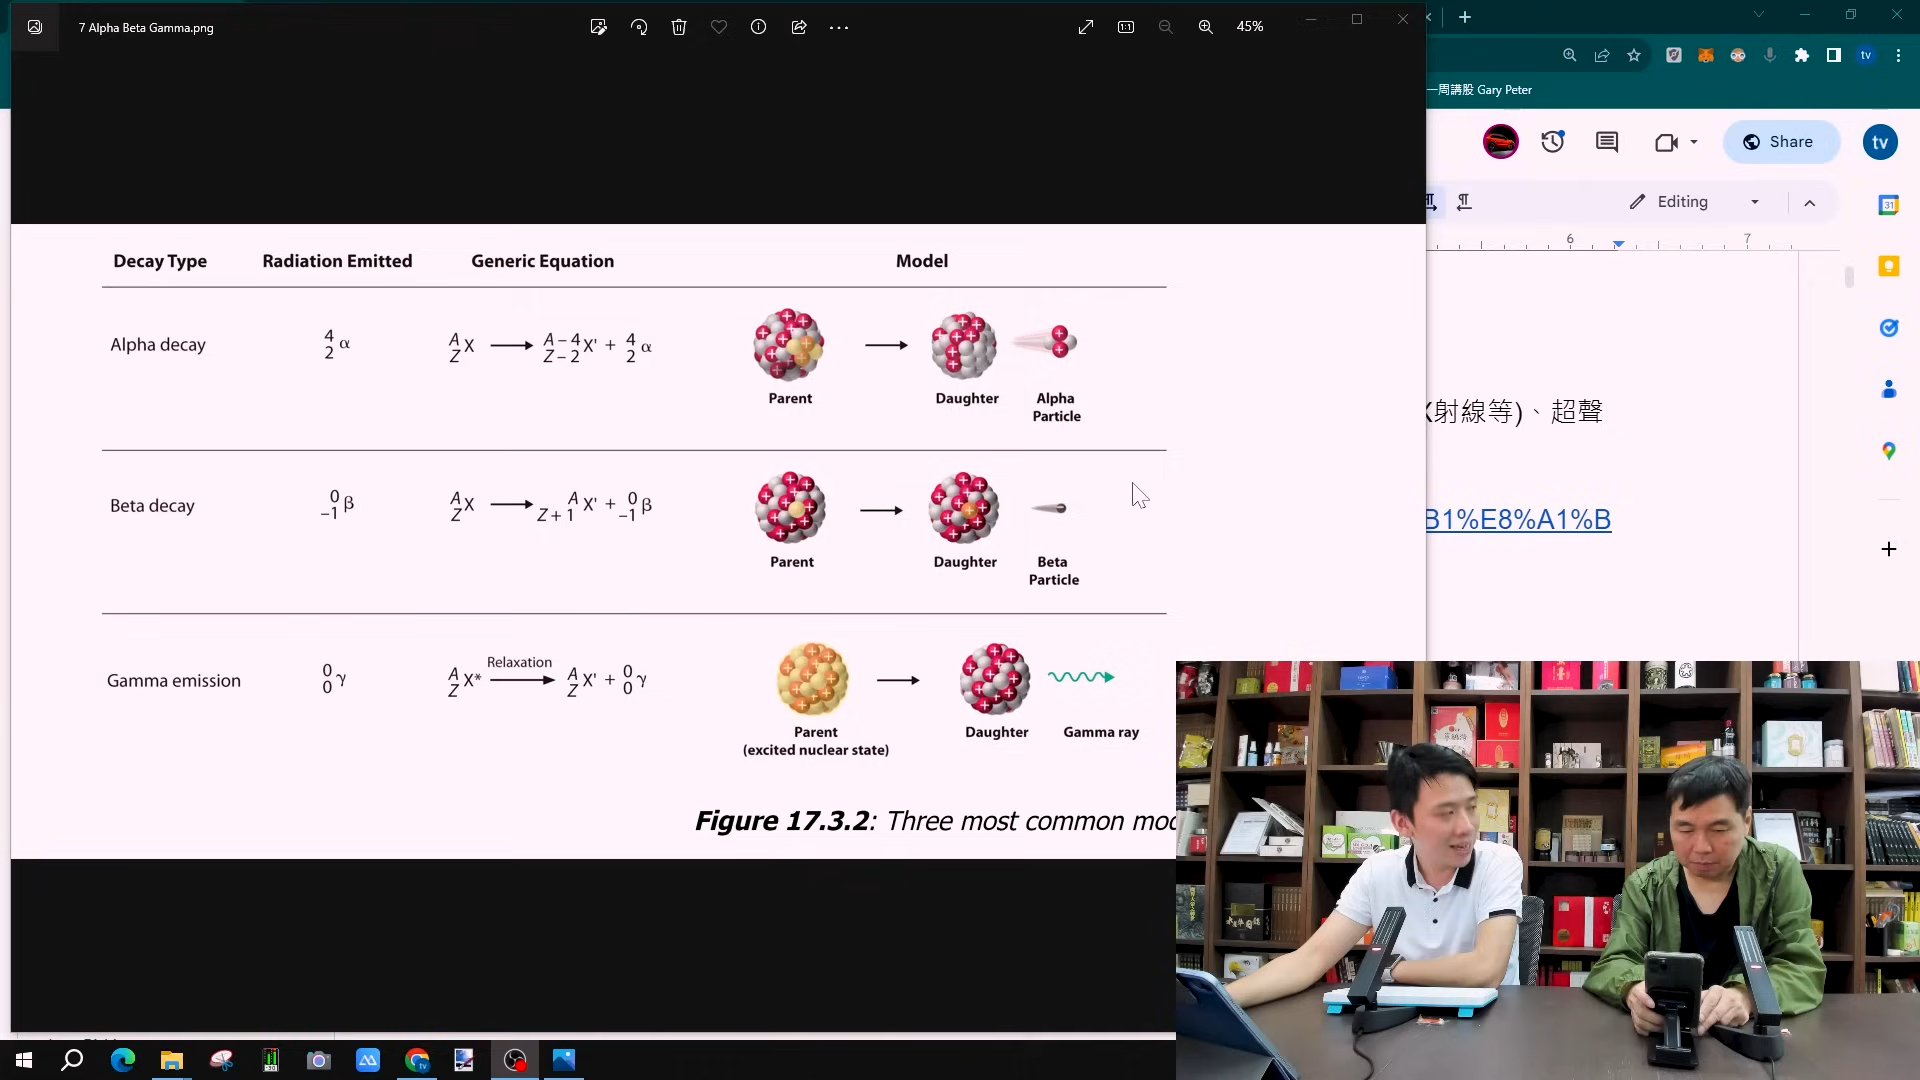 7 Alpha Beta Gamma.png
45%
一周講股 Gary Peter
Share
tv
tv
Editing
6
7
31
Decay Type Radiation Emitted Generic Equation Model
Alpha decay 4 2 α A Z X ⟶ A – 4 Z – 2 X' + 4 2 α
Parent Daughter Alpha
Particle
Beta decay 0 –1 β A Z X ⟶ A Z + 1 X' + 0 –1 β
Parent Daughter Beta
Particle
Relaxation
Gamma emission 0 0 γ A Z X* ⟶ A Z X' + 0 0 γ
Parent Daughter Gamma ray
(excited nuclear state)
Figure 17.3.2: Three most common mod
X射線等)、超聲
B1%E8%A1%B